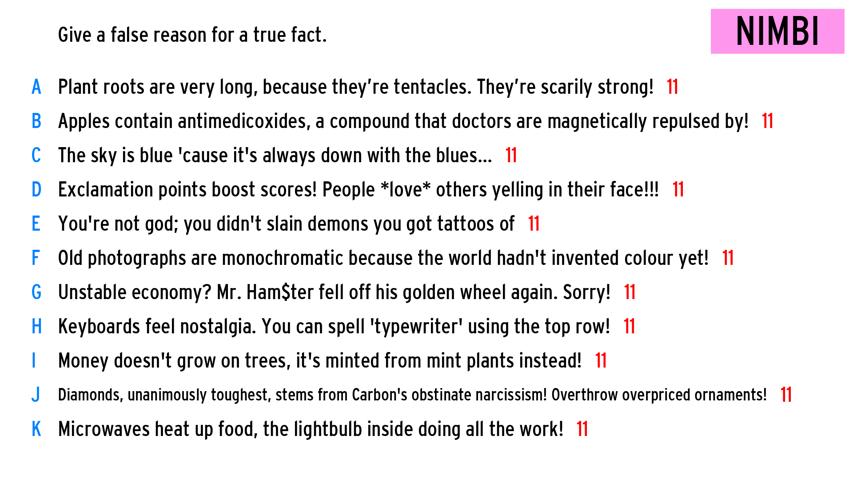 Give a false reason for a true fact.
NIMBI
A Plant roots are very long, because they're tentacles. They're scarily strong! 11
B Apples contain antimedicoxides, a compound that doctors are magnetically repulsed by! 11
C The sky is blue 'cause it's always down with the blues... 11
D Exclamation points boost scores! People *love* others yelling in their face!!! 11
E You're not god; you didn't slain demons you got tattoos of 11
F Old photographs are monochromatic because the world hadn't invented colour yet! 11
G Unstable economy? Mr. Ham$ter fell off his golden wheel again. Sorry! 11
H Keyboards feel nostalgia. You can spell 'typewriter' using the top row! 11
I Money doesn't grow on trees, it's minted from mint plants instead! 11
J Diamonds, unanimously toughest, stems from Carbon's obstinate narcissism! Overthrow overpriced ornaments! 11
K Microwaves heat up food, the lightbulb inside doing all the work! 11